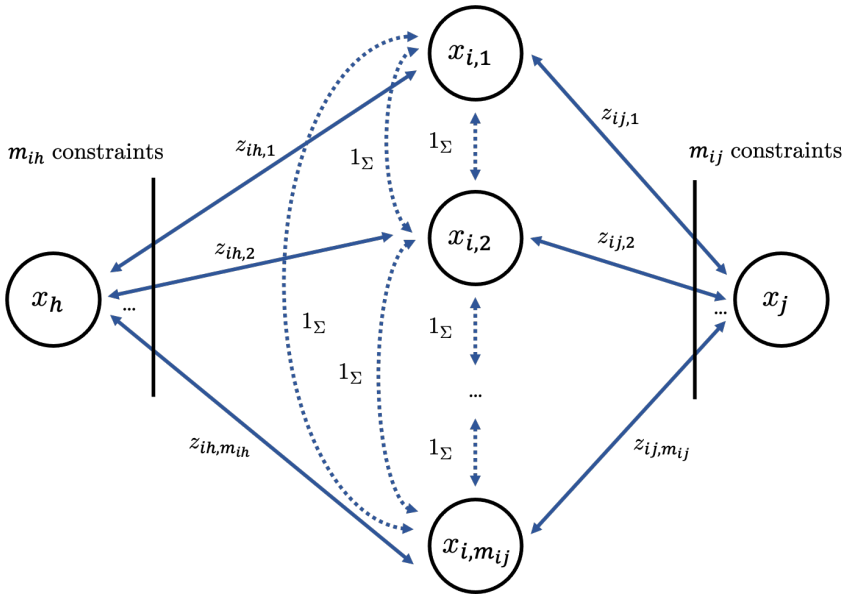 x_{i,1}
z_{ij,1}
z_{ih,1}
1_Σ
1_Σ
m_{ih} constraints
m_{ij} constraints
x_{i,2}
z_{ij,2}
z_{ih,2}
x_h
...
...
x_j
1_Σ
1_Σ
1_Σ
...
z_{ih,m_{ih}}
1_Σ
z_{ij,m_{ij}}
x_{i,m_{ij}}